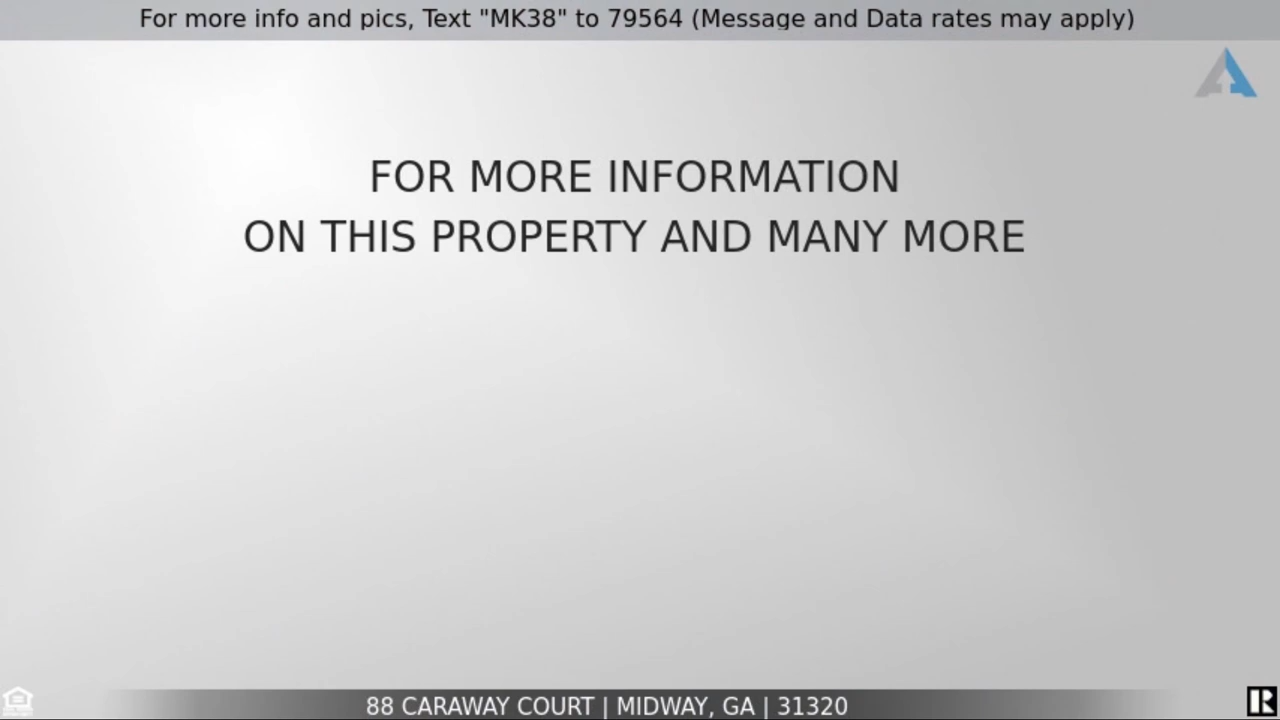 For more info and pics, Text "MK38" to 79564 (Message and Data rates may apply)
FOR MORE INFORMATION
ON THIS PROPERTY AND MANY MORE
88 CARAWAY COURT | MIDWAY, GA | 31320